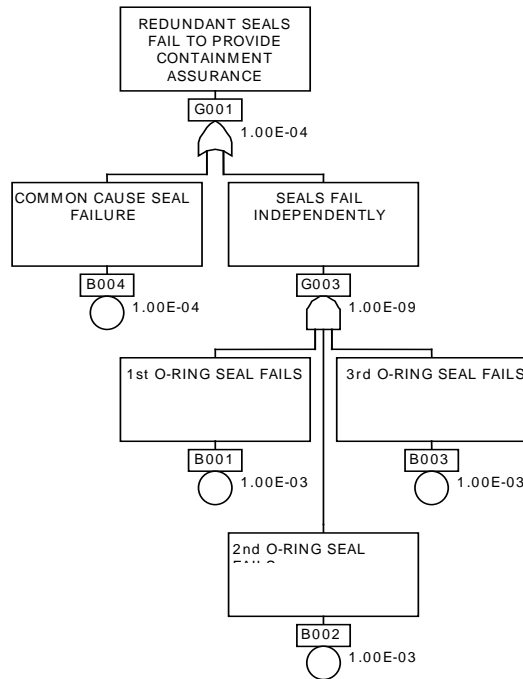 REDUNDANT SEALS
FAIL TO PROVIDE
CONTAINMENT
ASSURANCE
G001
1.00E-04
COMMON CAUSE SEAL
FAILURE
SEALS FAIL
INDEPENDENTLY
B004
1.00E-04
G003
1.00E-09
1st O-RING SEAL FAILS
3rd O-RING SEAL FAILS
B001
1.00E-03
B003
1.00E-03
2nd O-RING SEAL
FAILS
B002
1.00E-03